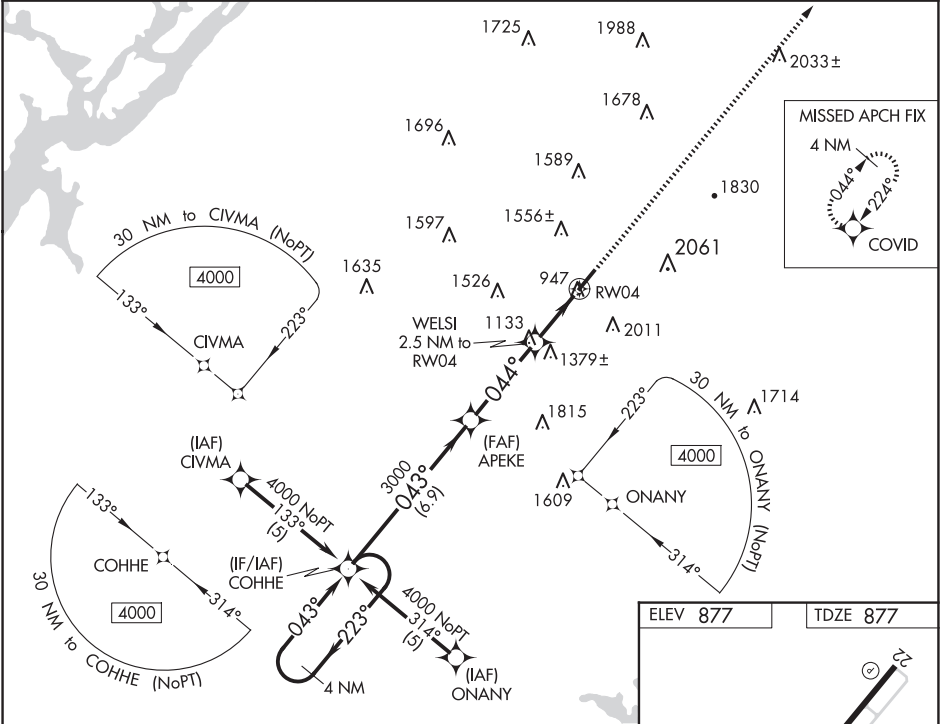 1725
1988
2033±
1678
MISSED APCH FIX
4 NM
044°
224°
COVID
1696
1589
1830
30 NM to CIVMA (NoPT)
4000
133°
223°
CIVMA
1597
1556±
1635
1526
2061
947
RW04
WELSI
2.5 NM to
RW04
1133
2011
1379±
044°
1815
1714
30 NM to ONANY (NoPT)
4000
223°
314°
ONANY
1609
(FAF)
APEKE
(IAF)
CIVMA
4000 NoPT
133°
(5)
3000
043°
(6.9)
133°
COHHE
314°
4000
30 NM to COHHE (NoPT)
(IF/IAF)
COHHE
043°
223°
4 NM
4000 NoPT
314°
(5)
(IAF)
ONANY
ELEV 877
TDZE 877
22
P